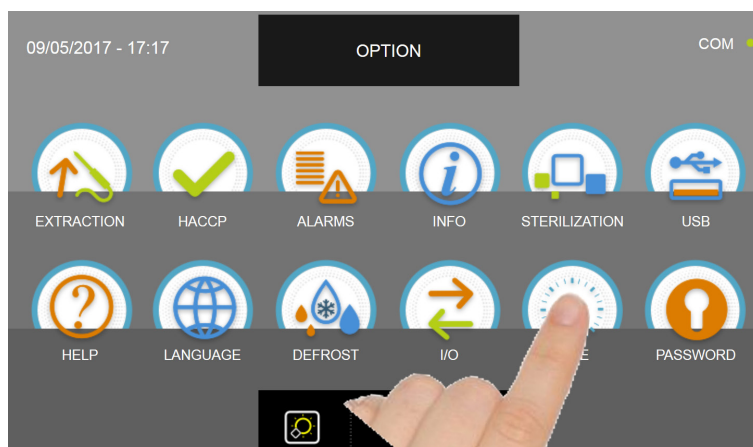 09/05/2017 - 17:17
OPTION
COM
EXTRACTION
HACCP
ALARMS
INFO
STERILIZATION
USB
HELP
LANGUAGE
DEFROST
I/O
PASSWORD